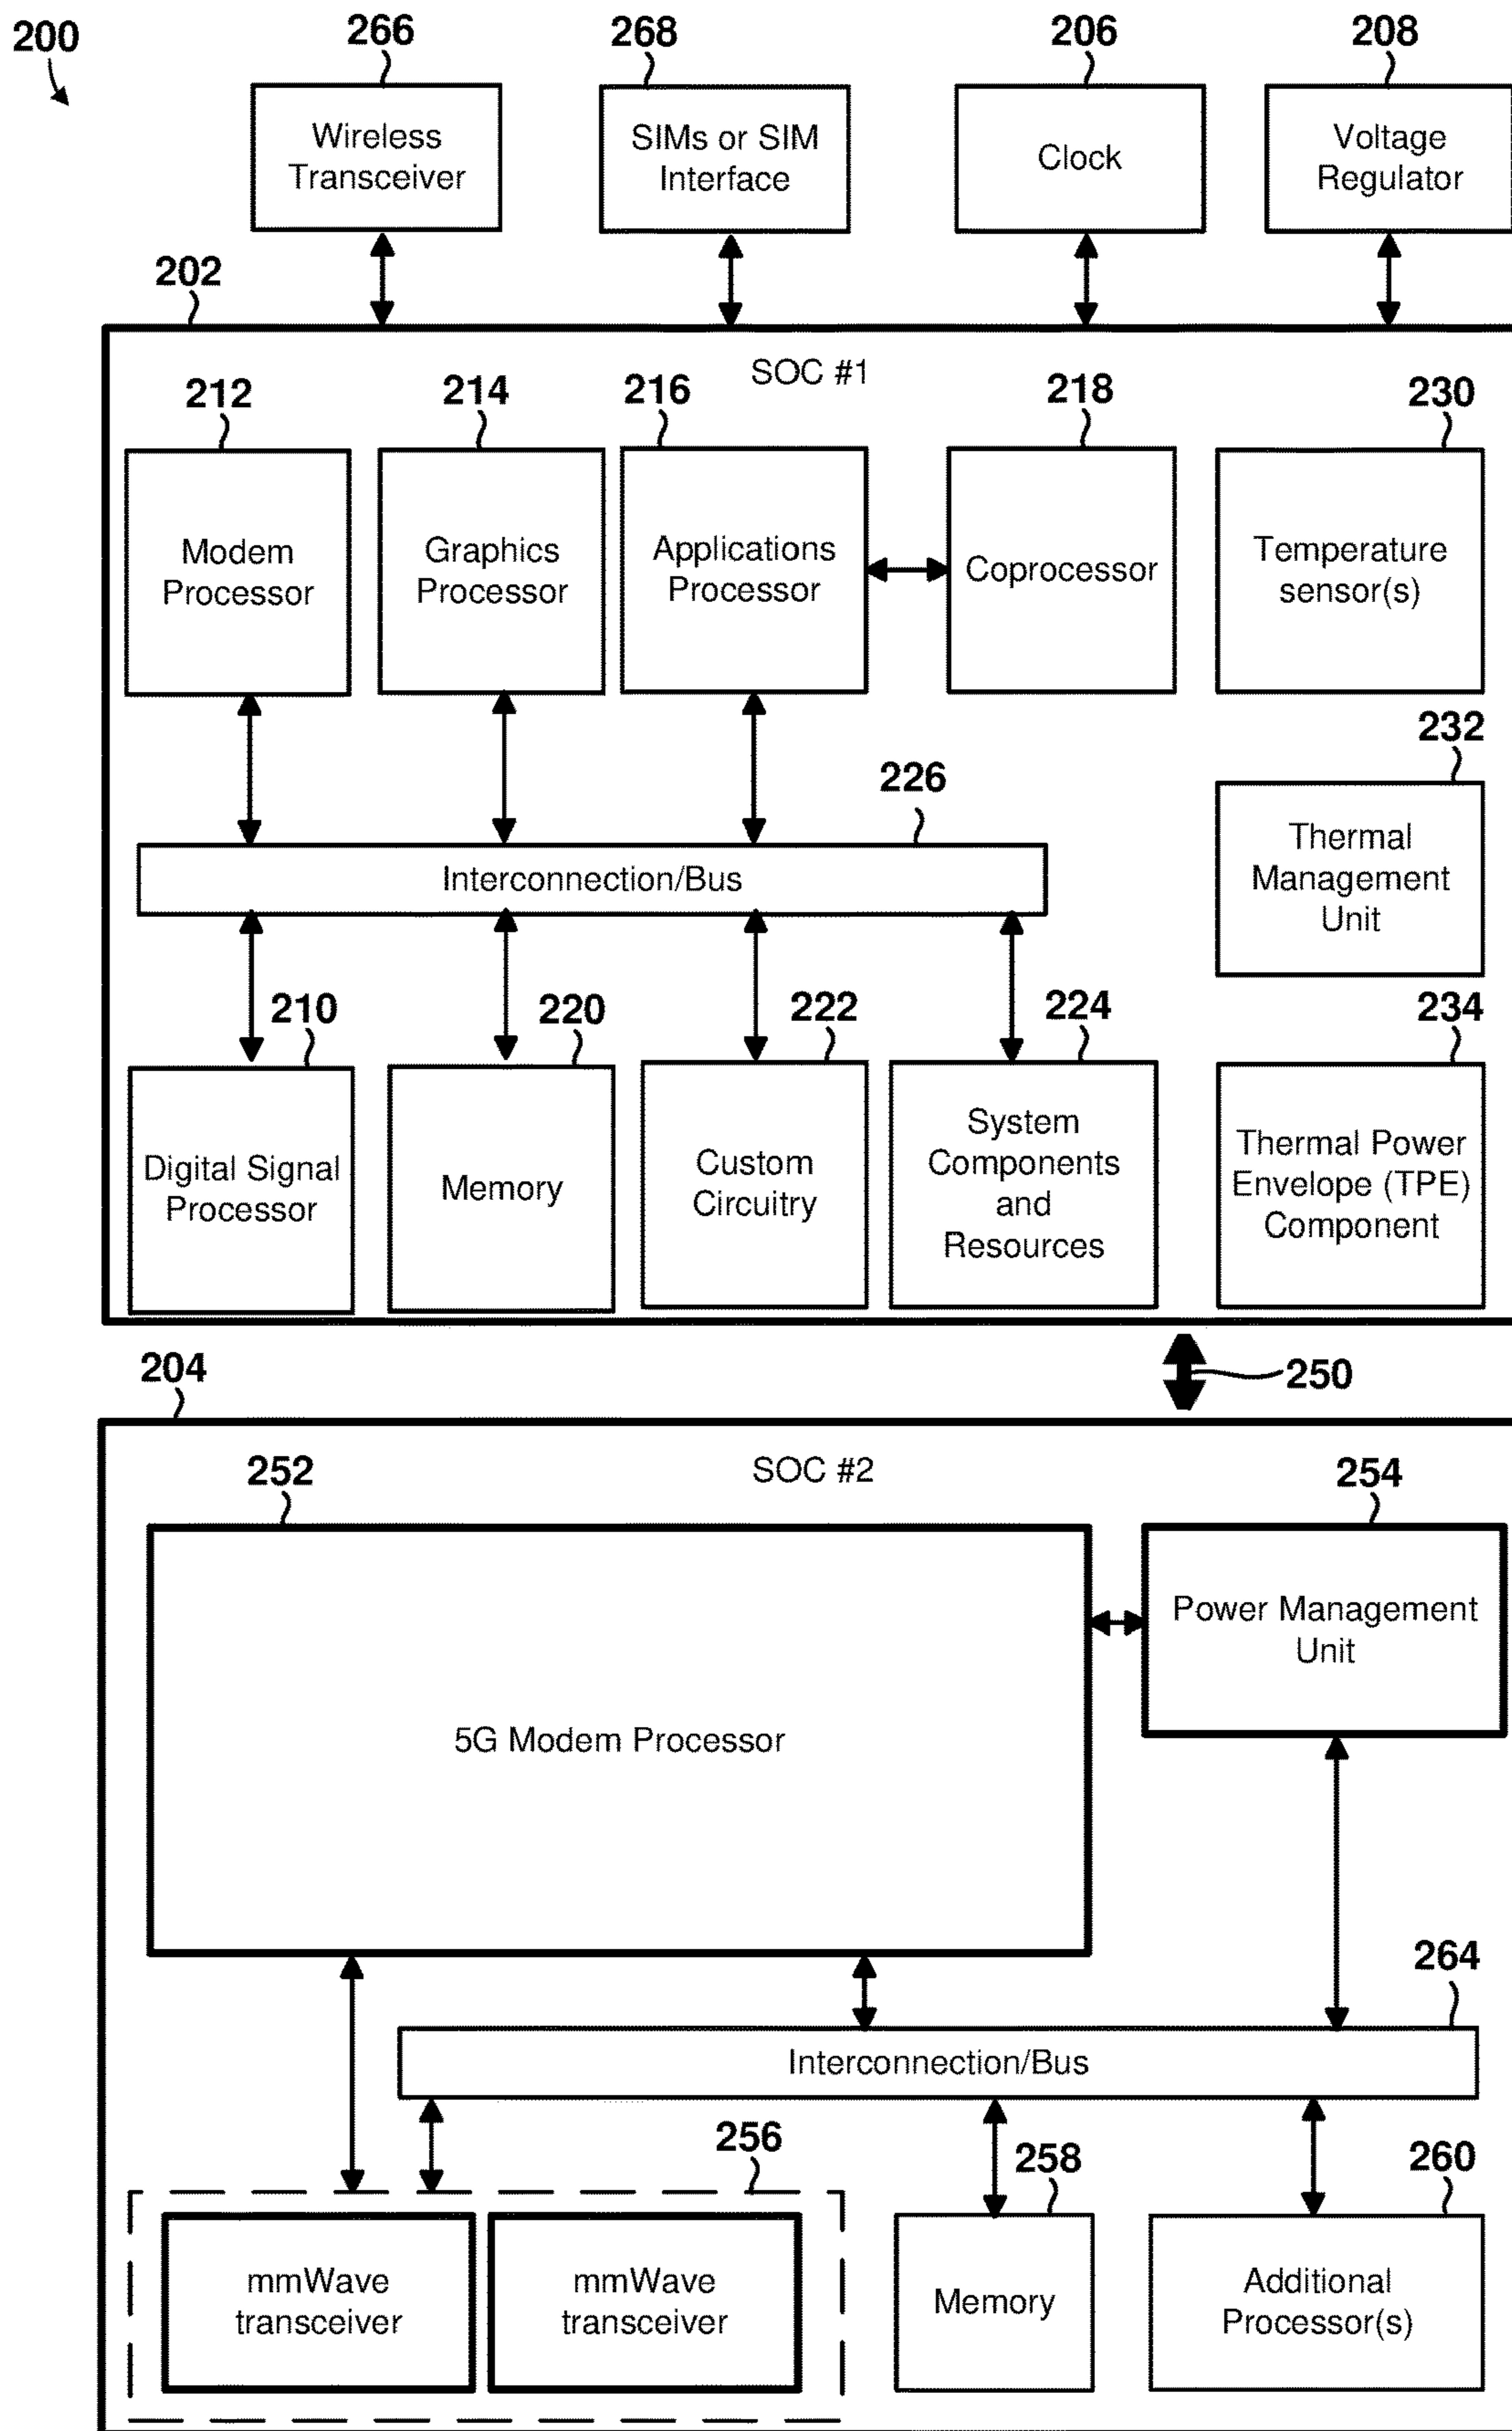 200
266
268
206
208
Wireless
Transceiver
SIMs or SIM
Interface
Clock
Voltage
Regulator
202
SOC #1
212
214
216
218
230
Modem
Processor
Graphics
Processor
Applications
Processor
Coprocessor
Temperature
sensor(s)
232
226
Interconnection/Bus
Thermal
Management
Unit
210
220
222
224
234
Digital Signal
Processor
Memory
Custom
Circuitry
System
Components
and
Resources
Thermal Power
Envelope (TPE)
Component
250
204
SOC #2
252
254
5G Modem Processor
Power Management
Unit
264
Interconnection/Bus
256
258
260
mmWave
transceiver
mmWave
transceiver
Memory
Additional
Processor(s)